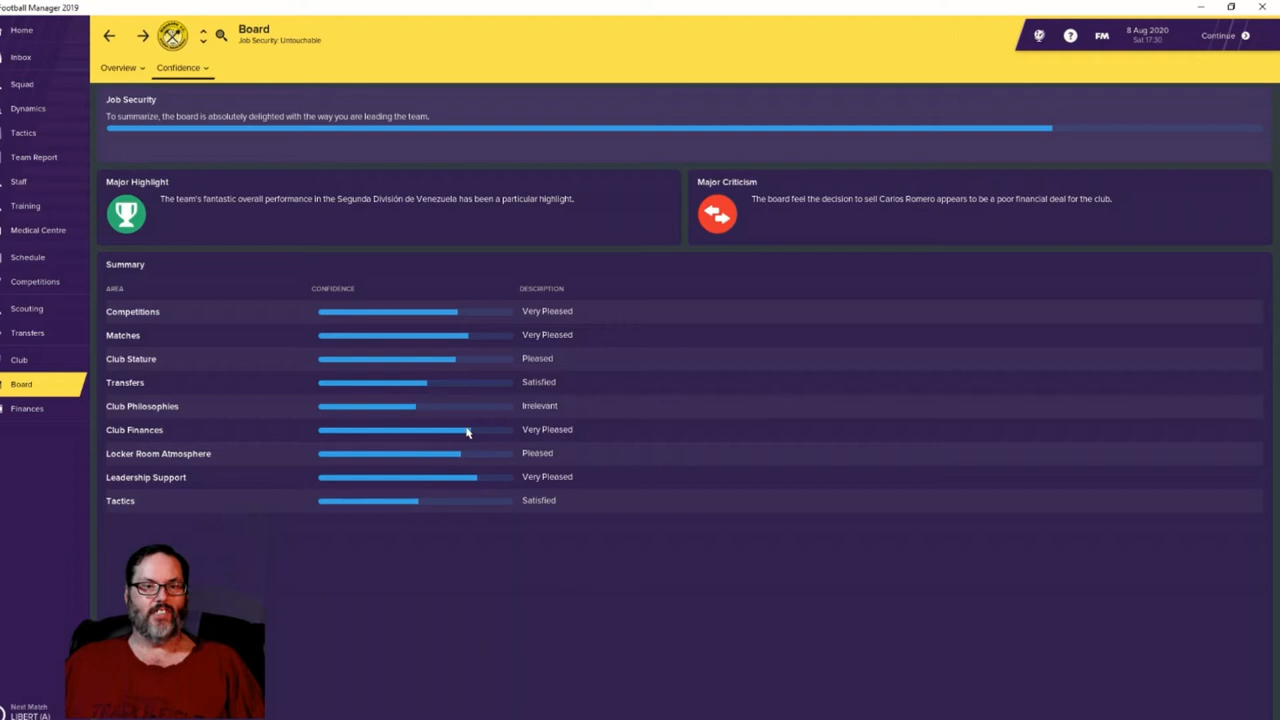 Football Manager 2019
Home
Inbox
Squad
Dynamics
Tactics
Team Report
Staff
Training
Medical Centre
Schedule
Competitions
Scouting
Transfers
Club
Board
Finances
Next Match
LIBERT (A)
Board
Job Security: Untouchable
FM
8 Aug 2020
Sat 17:30
Continue
Overview
Confidence
Job Security
To summarize, the board is absolutely delighted with the way you are leading the team.
Major Highlight
The team's fantastic overall performance in the Segunda División de Venezuela has been a particular highlight.
Major Criticism
The board feel the decision to sell Carlos Romero appears to be a poor financial deal for the club.
Summary
AREA CONFIDENCE DESCRIPTION
Competitions Very Pleased
Matches Very Pleased
Club Stature Pleased
Transfers Satisfied
Club Philosophies Irrelevant
Club Finances Very Pleased
Locker Room Atmosphere Pleased
Leadership Support Very Pleased
Tactics Satisfied